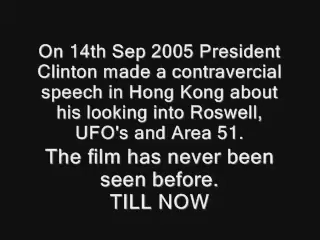 On 14th Sep 2005 President
Clinton made a contravercial
speech in Hong Kong about
his looking into Roswell,
UFO's and Area 51.
The film has never been
seen before.
TILL NOW